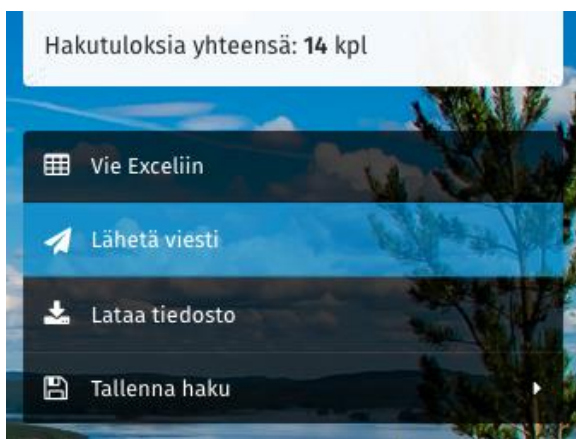 Hakutuloksia yhteensä: 14 kpl
Vie Exceliin
Lähetä viesti
Lataa tiedosto
Tallenna haku